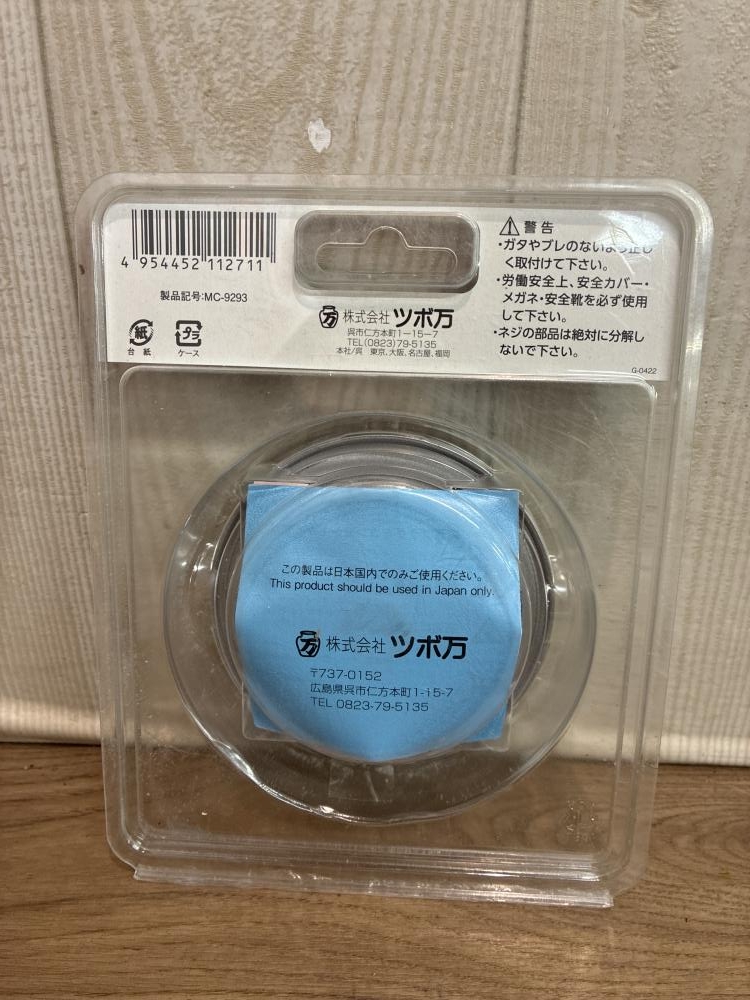 4 954452 112711
製品記号:MC-9293
紙
台紙
プラ
ケース
万
株式会社 ツボ万
呉市仁方本町1-15-7
TEL(0823)79-5135
本社/呉 東京、大阪、名古屋、福岡
警告
・ガタやブレのないよう正し
く取付けて下さい。
・労働安全上、安全カバー・
メガネ・安全靴を必ず使用
して下さい。
・ネジの部品は絶対に分解し
ないで下さい。
G-0422
この製品は日本国内でのみご使用ください。
This product should be used in Japan only.
万
株式会社 ツボ万
〒737-0152
広島県呉市仁方本町1-15-7
TEL 0823-79-5135